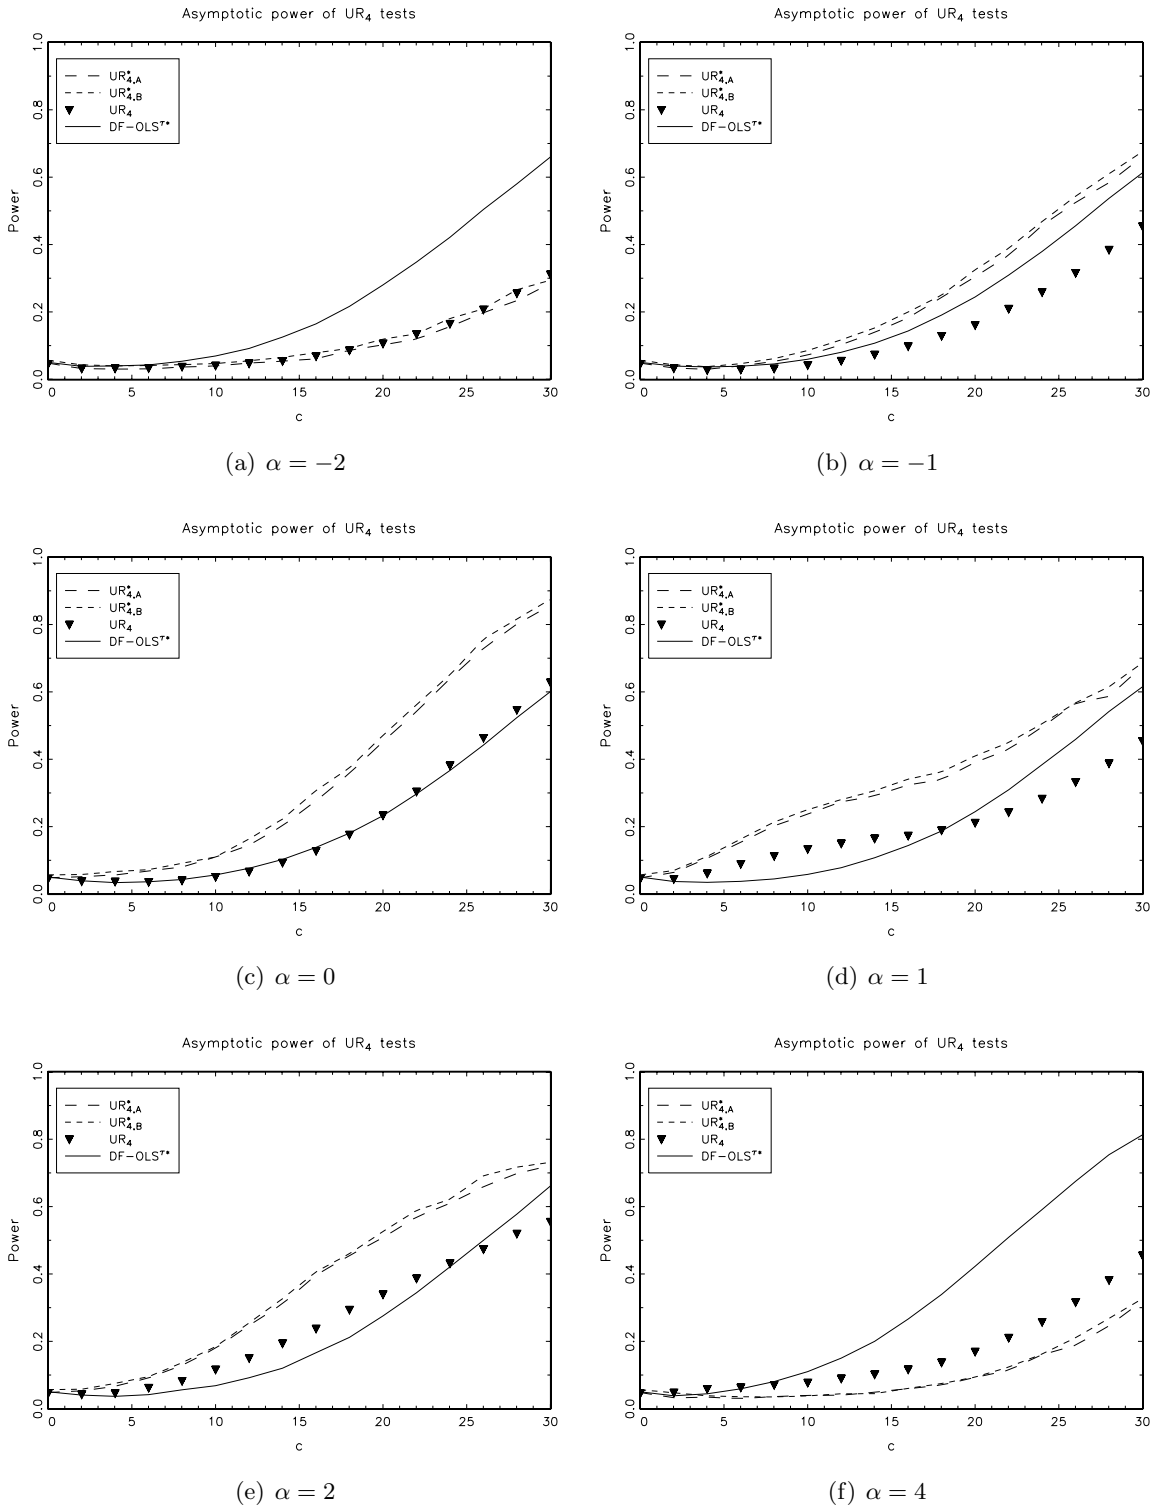 Asymptotic power of UR₄ tests
Power
1.0
0.8
0.6
0.4
0.2
0.0
UR*₄,A
UR*₄,B
UR₄
DF−OLSᵀ*
0 5 10 15 20 25 30
c
(a) α = −2
Asymptotic power of UR₄ tests
Power
1.0
0.8
0.6
0.4
0.2
0.0
UR*₄,A
UR*₄,B
UR₄
DF−OLSᵀ*
0 5 10 15 20 25 30
c
(b) α = −1
Asymptotic power of UR₄ tests
Power
1.0
0.8
0.6
0.4
0.2
0.0
UR*₄,A
UR*₄,B
UR₄
DF−OLSᵀ*
0 5 10 15 20 25 30
c
(c) α = 0
Asymptotic power of UR₄ tests
Power
1.0
0.8
0.6
0.4
0.2
0.0
UR*₄,A
UR*₄,B
UR₄
DF−OLSᵀ*
0 5 10 15 20 25 30
c
(d) α = 1
Asymptotic power of UR₄ tests
Power
1.0
0.8
0.6
0.4
0.2
0.0
UR*₄,A
UR*₄,B
UR₄
DF−OLSᵀ*
0 5 10 15 20 25 30
c
(e) α = 2
Asymptotic power of UR₄ tests
Power
1.0
0.8
0.6
0.4
0.2
0.0
UR*₄,A
UR*₄,B
UR₄
DF−OLSᵀ*
0 5 10 15 20 25 30
c
(f) α = 4